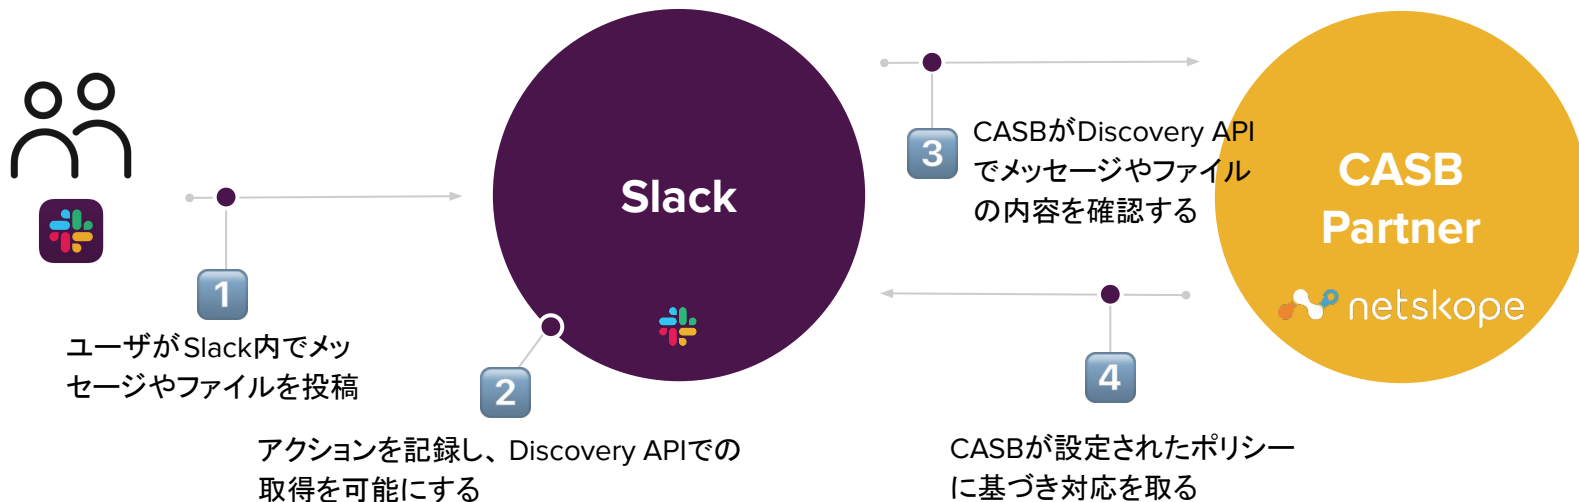 1
ユーザがSlack内でメッ
セージやファイルを投稿
Slack
2
アクションを記録し、Discovery APIでの
取得を可能にする
3
CASBがDiscovery API
でメッセージやファイル
の内容を確認する
CASB
Partner
netskope
4
CASBが設定されたポリシー
に基づき対応を取る